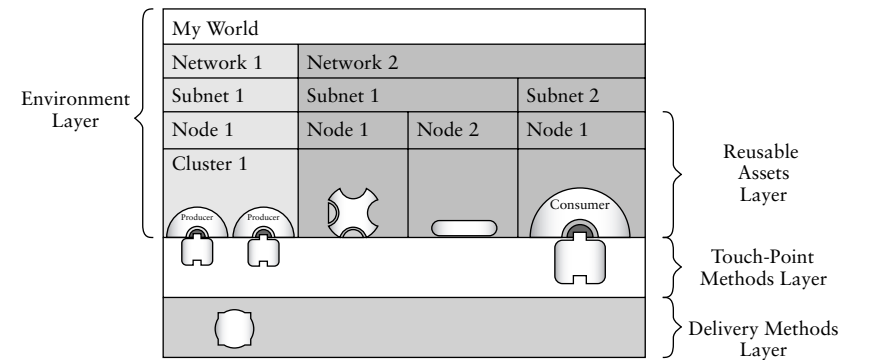 My World
Network 1
Network 2
Subnet 1
Subnet 1
Subnet 2
Node 1
Node 1
Node 2
Node 1
Cluster 1
Producer
Producer
Consumer
Environment
Layer
Reusable
Assets
Layer
Touch-Point
Methods Layer
Delivery Methods
Layer